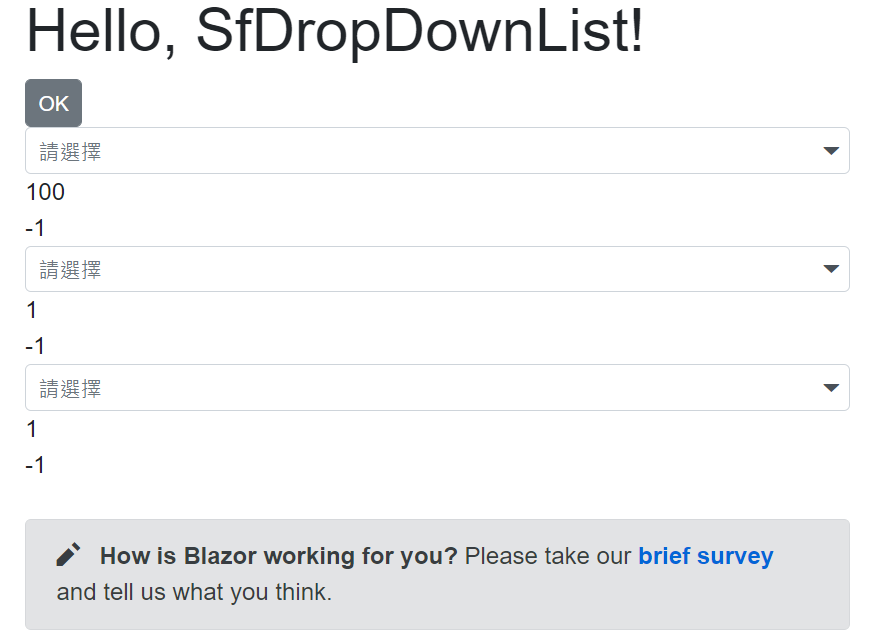 Hello, SfDropDownList!
OK
請選擇
100
-1
請選擇
1
-1
請選擇
1
-1
How is Blazor working for you? Please take our brief survey
and tell us what you think.